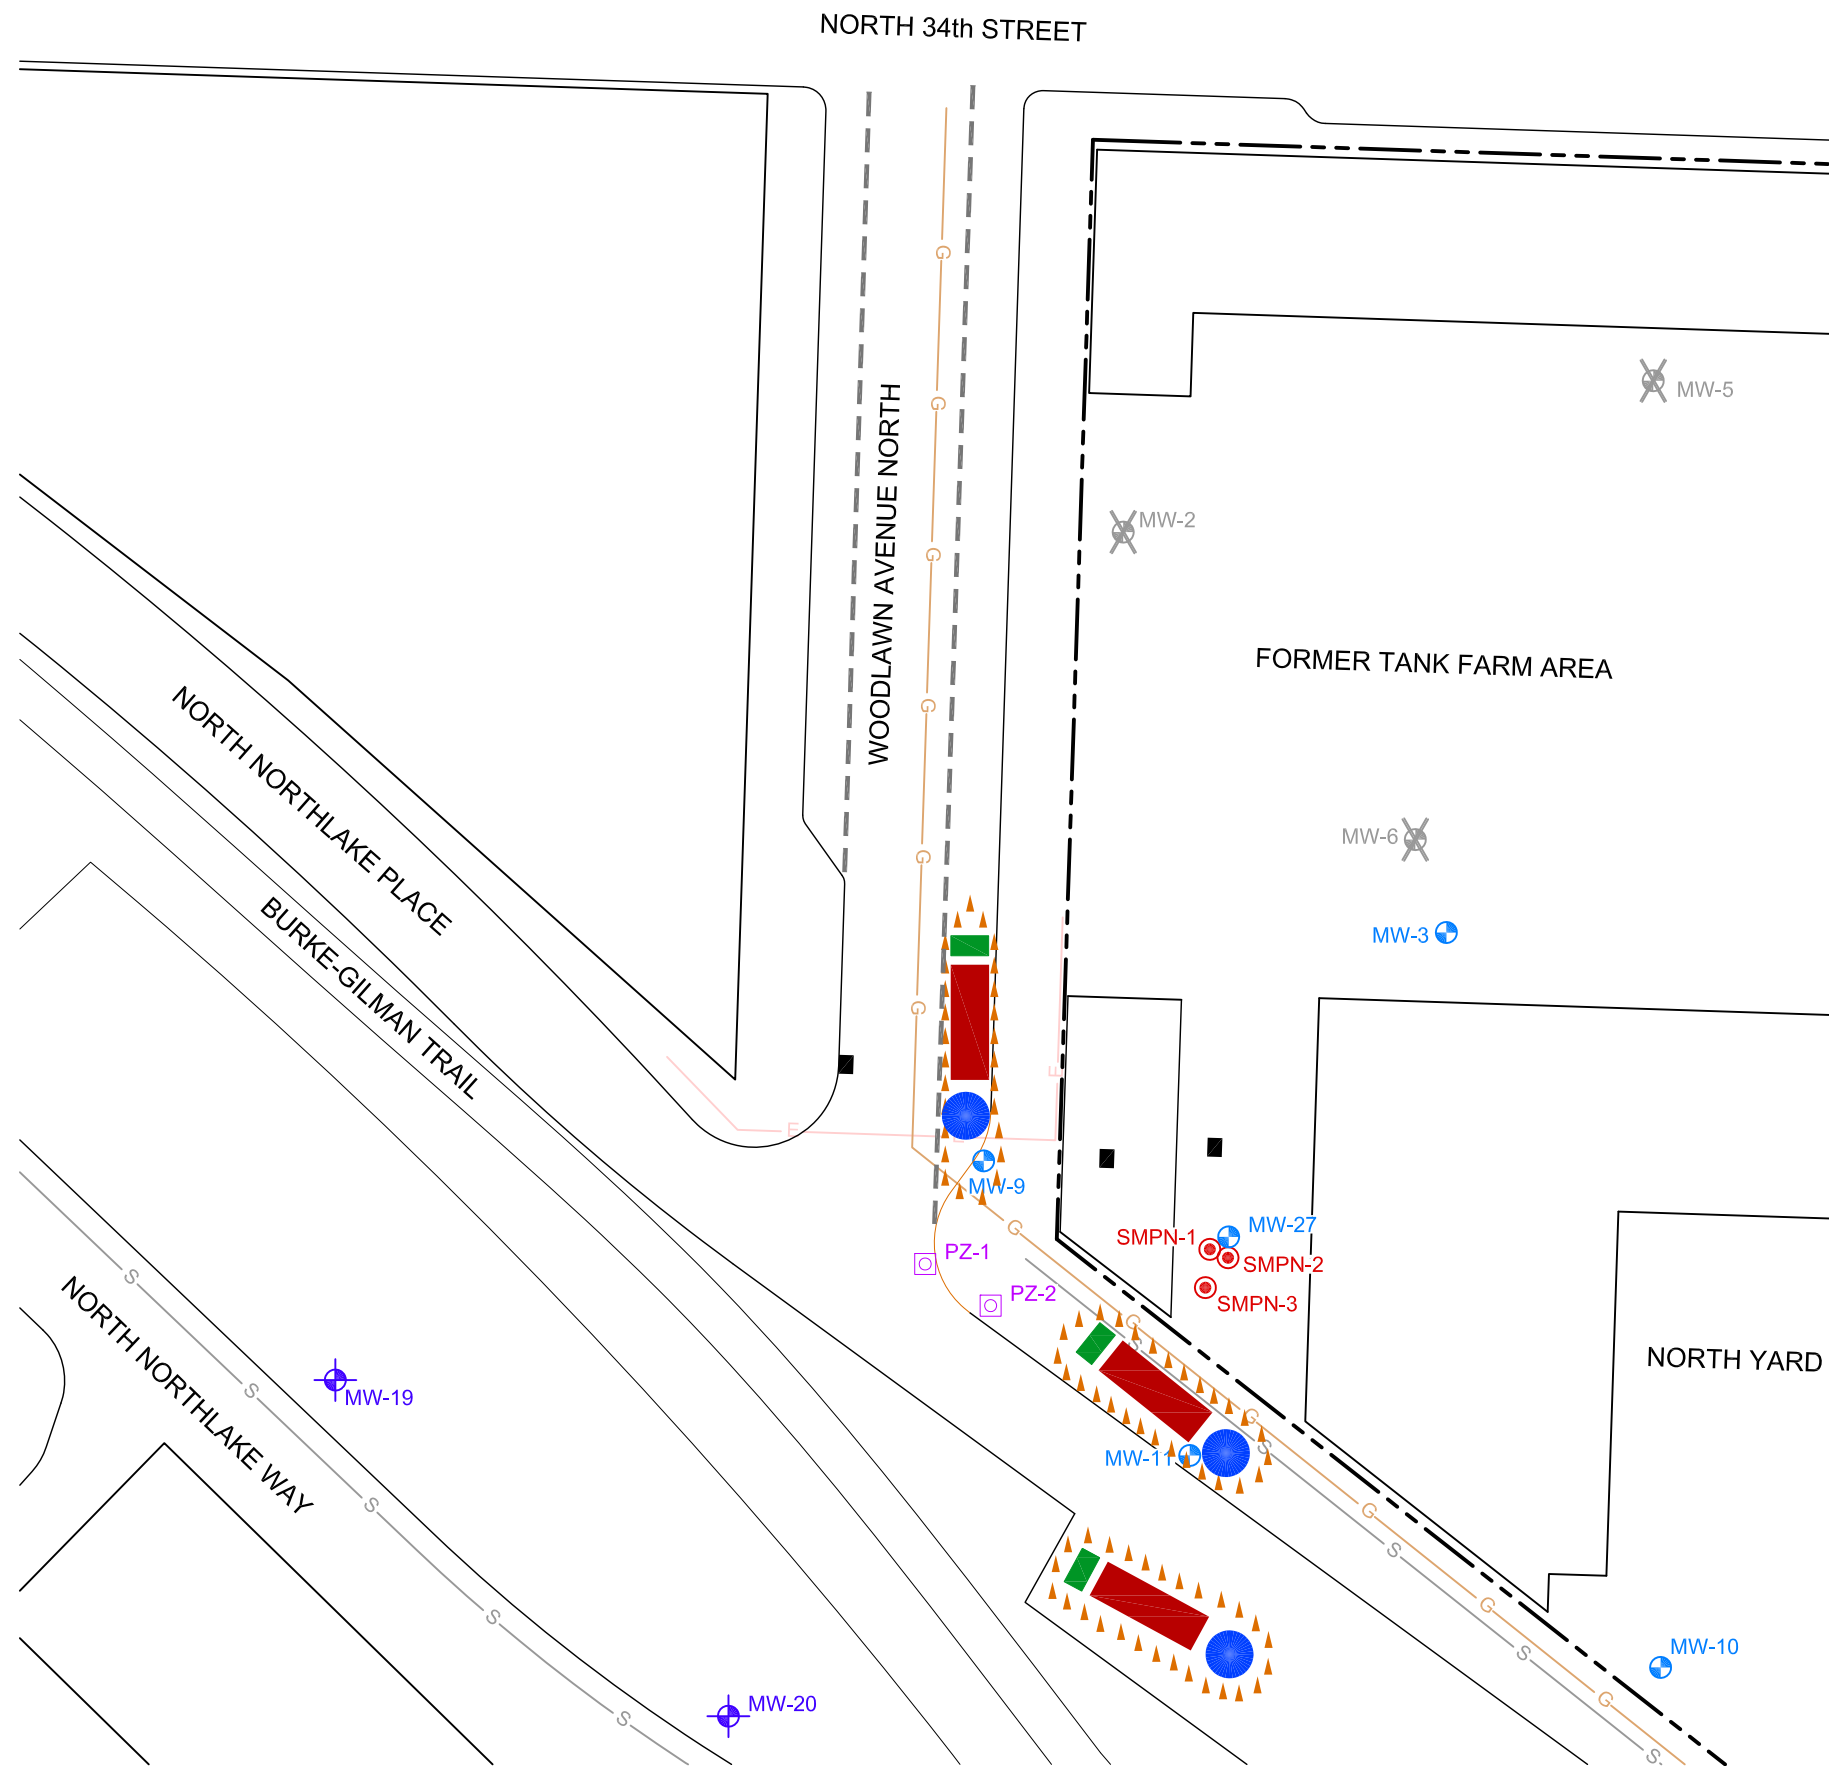 NORTH 34th STREET
G
MW-5
G
WOODLAWN AVENUE NORTH
MW-2
G
FORMER TANK FARM AREA
G
NORTH NORTHLAKE PLACE
MW-6
G
MW-3
BURKE-GILMAN TRAIL
G
E
E
E
MW-9
G
MW-27
SMPN-1
PZ-1
SMPN-2
S
PZ-2
SMPN-3
G
S
NORTH YARD
NORTH NORTHLAKE WAY
MW-19
S
G
S
MW-11
S
G
S
G
S
MW-10
S
G
MW-20
S
S